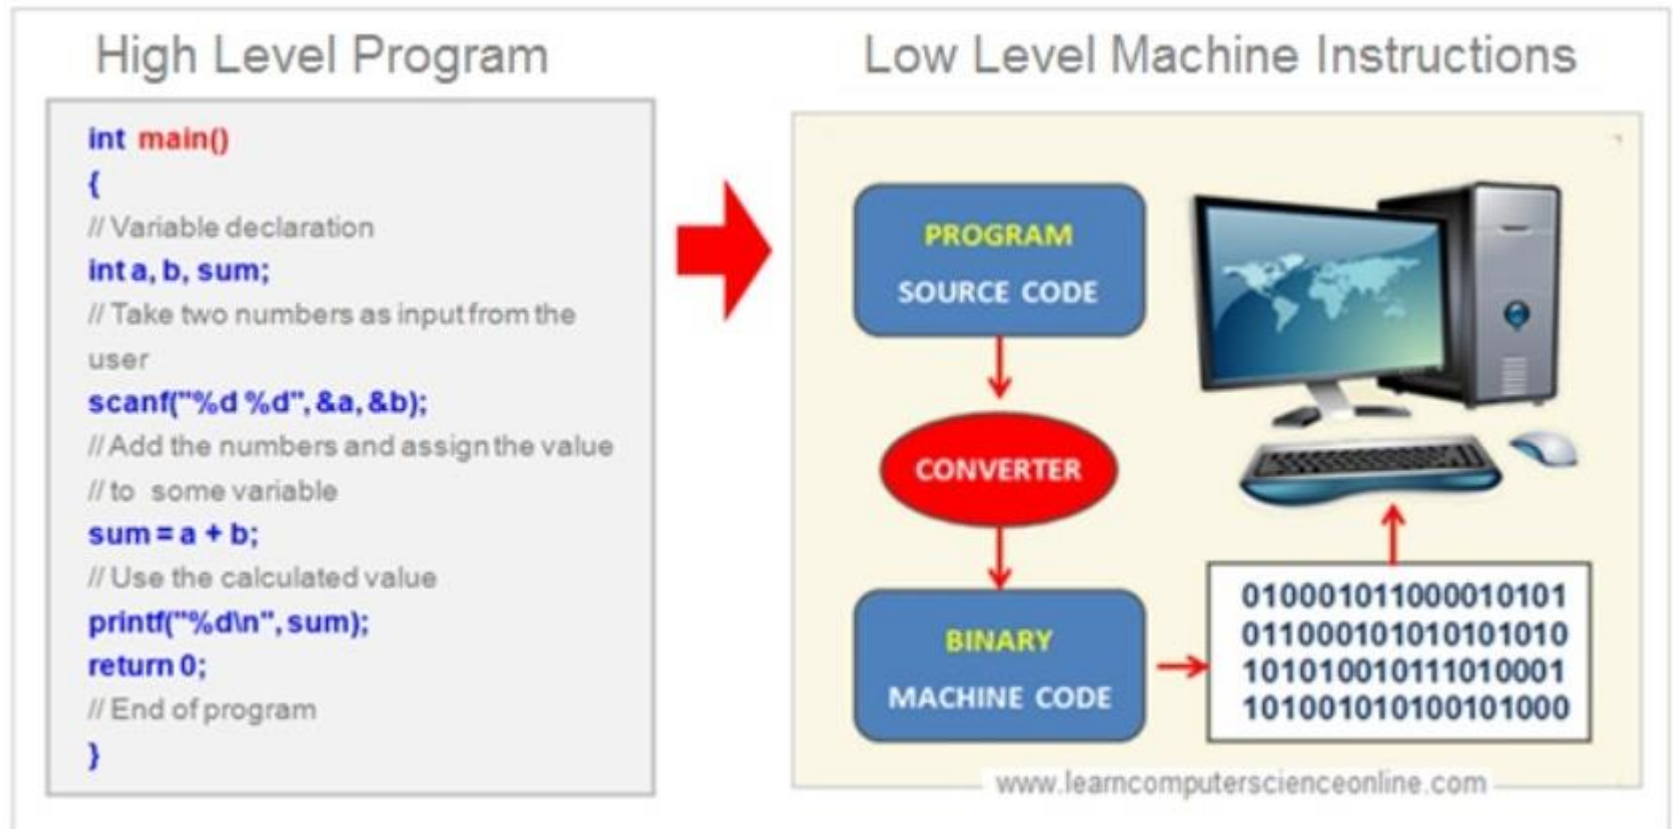 High Level Program
int main()
{
// Variable declaration
int a, b, sum;
// Take two numbers as input from the
user
scanf("%d %d", &a, &b);
// Add the numbers and assign the value
// to some variable
sum = a + b;
// Use the calculated value
printf("%d\n", sum);
return 0;
// End of program
}
Low Level Machine Instructions
PROGRAM
SOURCE CODE
CONVERTER
BINARY
MACHINE CODE
010001011000010101
011000101010101010
101010010111010001
101001010100101000
www.learncomputerscienceonline.com